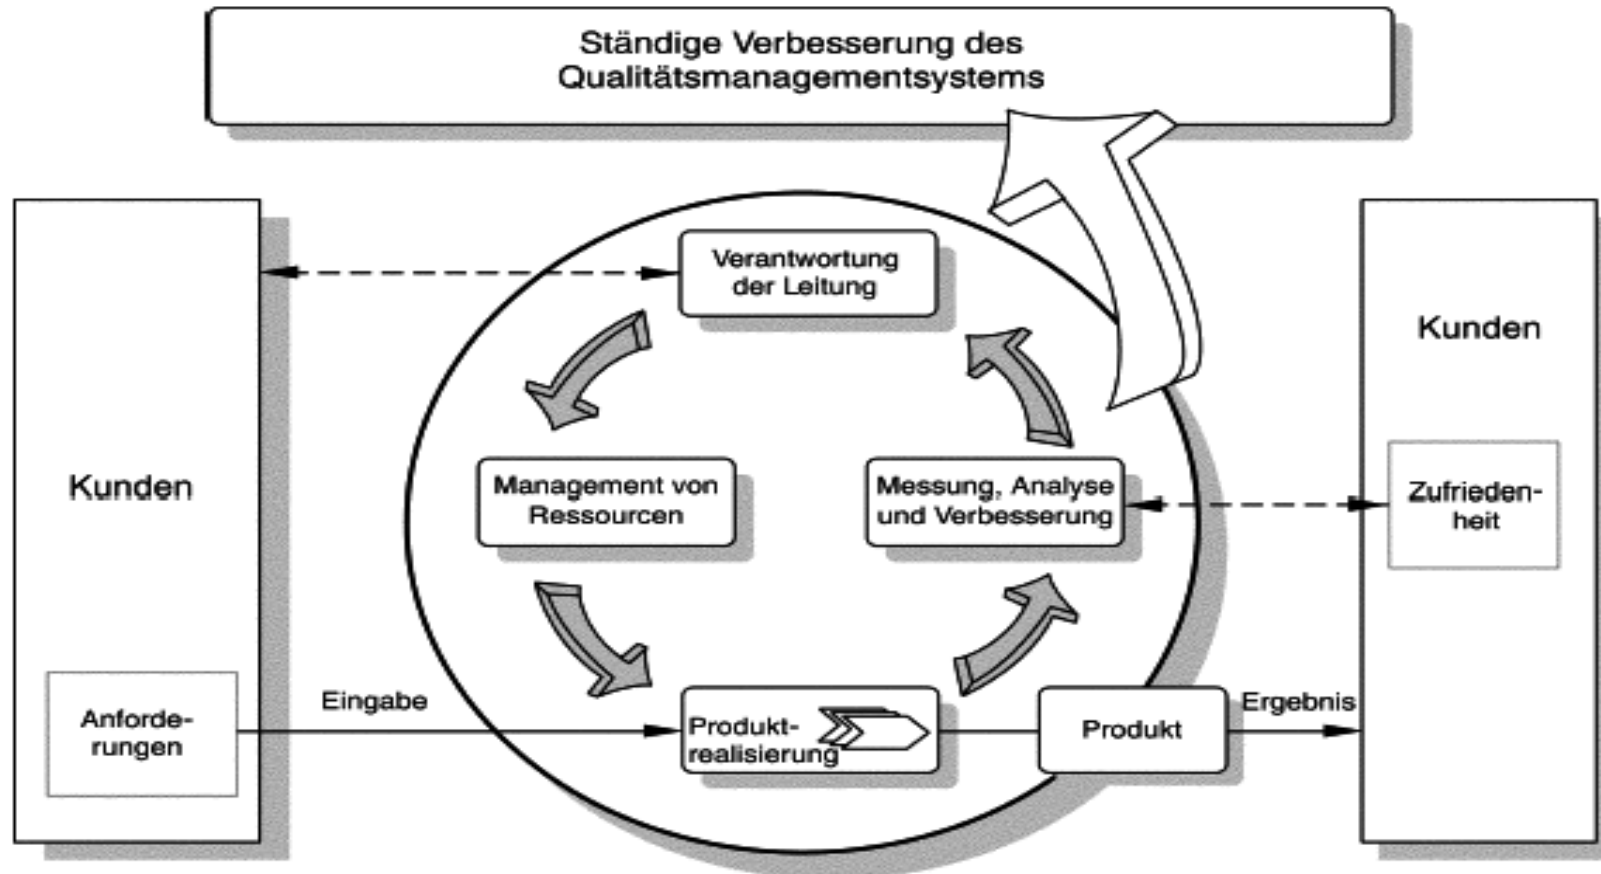 Ständige Verbesserung des
Qualitätsmanagementsystems
Verantwortung
der Leitung
Kunden
Kunden
Management von
Ressourcen
Messung, Analyse
und Verbesserung
Zufrieden-
heit
Anforde-
rungen
Eingabe
Produkt-
realisierung
Produkt
Ergebnis